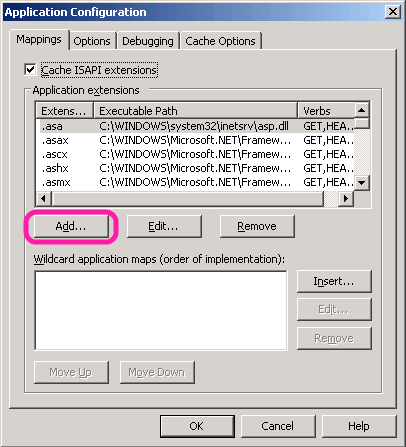 Application Configuration
Mappings Options Debugging Cache Options
Cache ISAPI extensions
Application extensions
Extens... Executable Path Verbs
.asa C:\WINDOWS\system32\inetsrv\asp.dll GET,HEA...
.asax C:\WINDOWS\Microsoft.NET\Framew... GET,HEA...
.ascx C:\WINDOWS\Microsoft.NET\Framew... GET,HEA...
.ashx C:\WINDOWS\Microsoft.NET\Framew... GET,HEA...
.asmx C:\WINDOWS\Microsoft.NET\Framew... GET,HEA...
Add... Edit... Remove
Wildcard application maps (order of implementation):
Insert...
Edit...
Remove
Move Up Move Down
OK Cancel Help